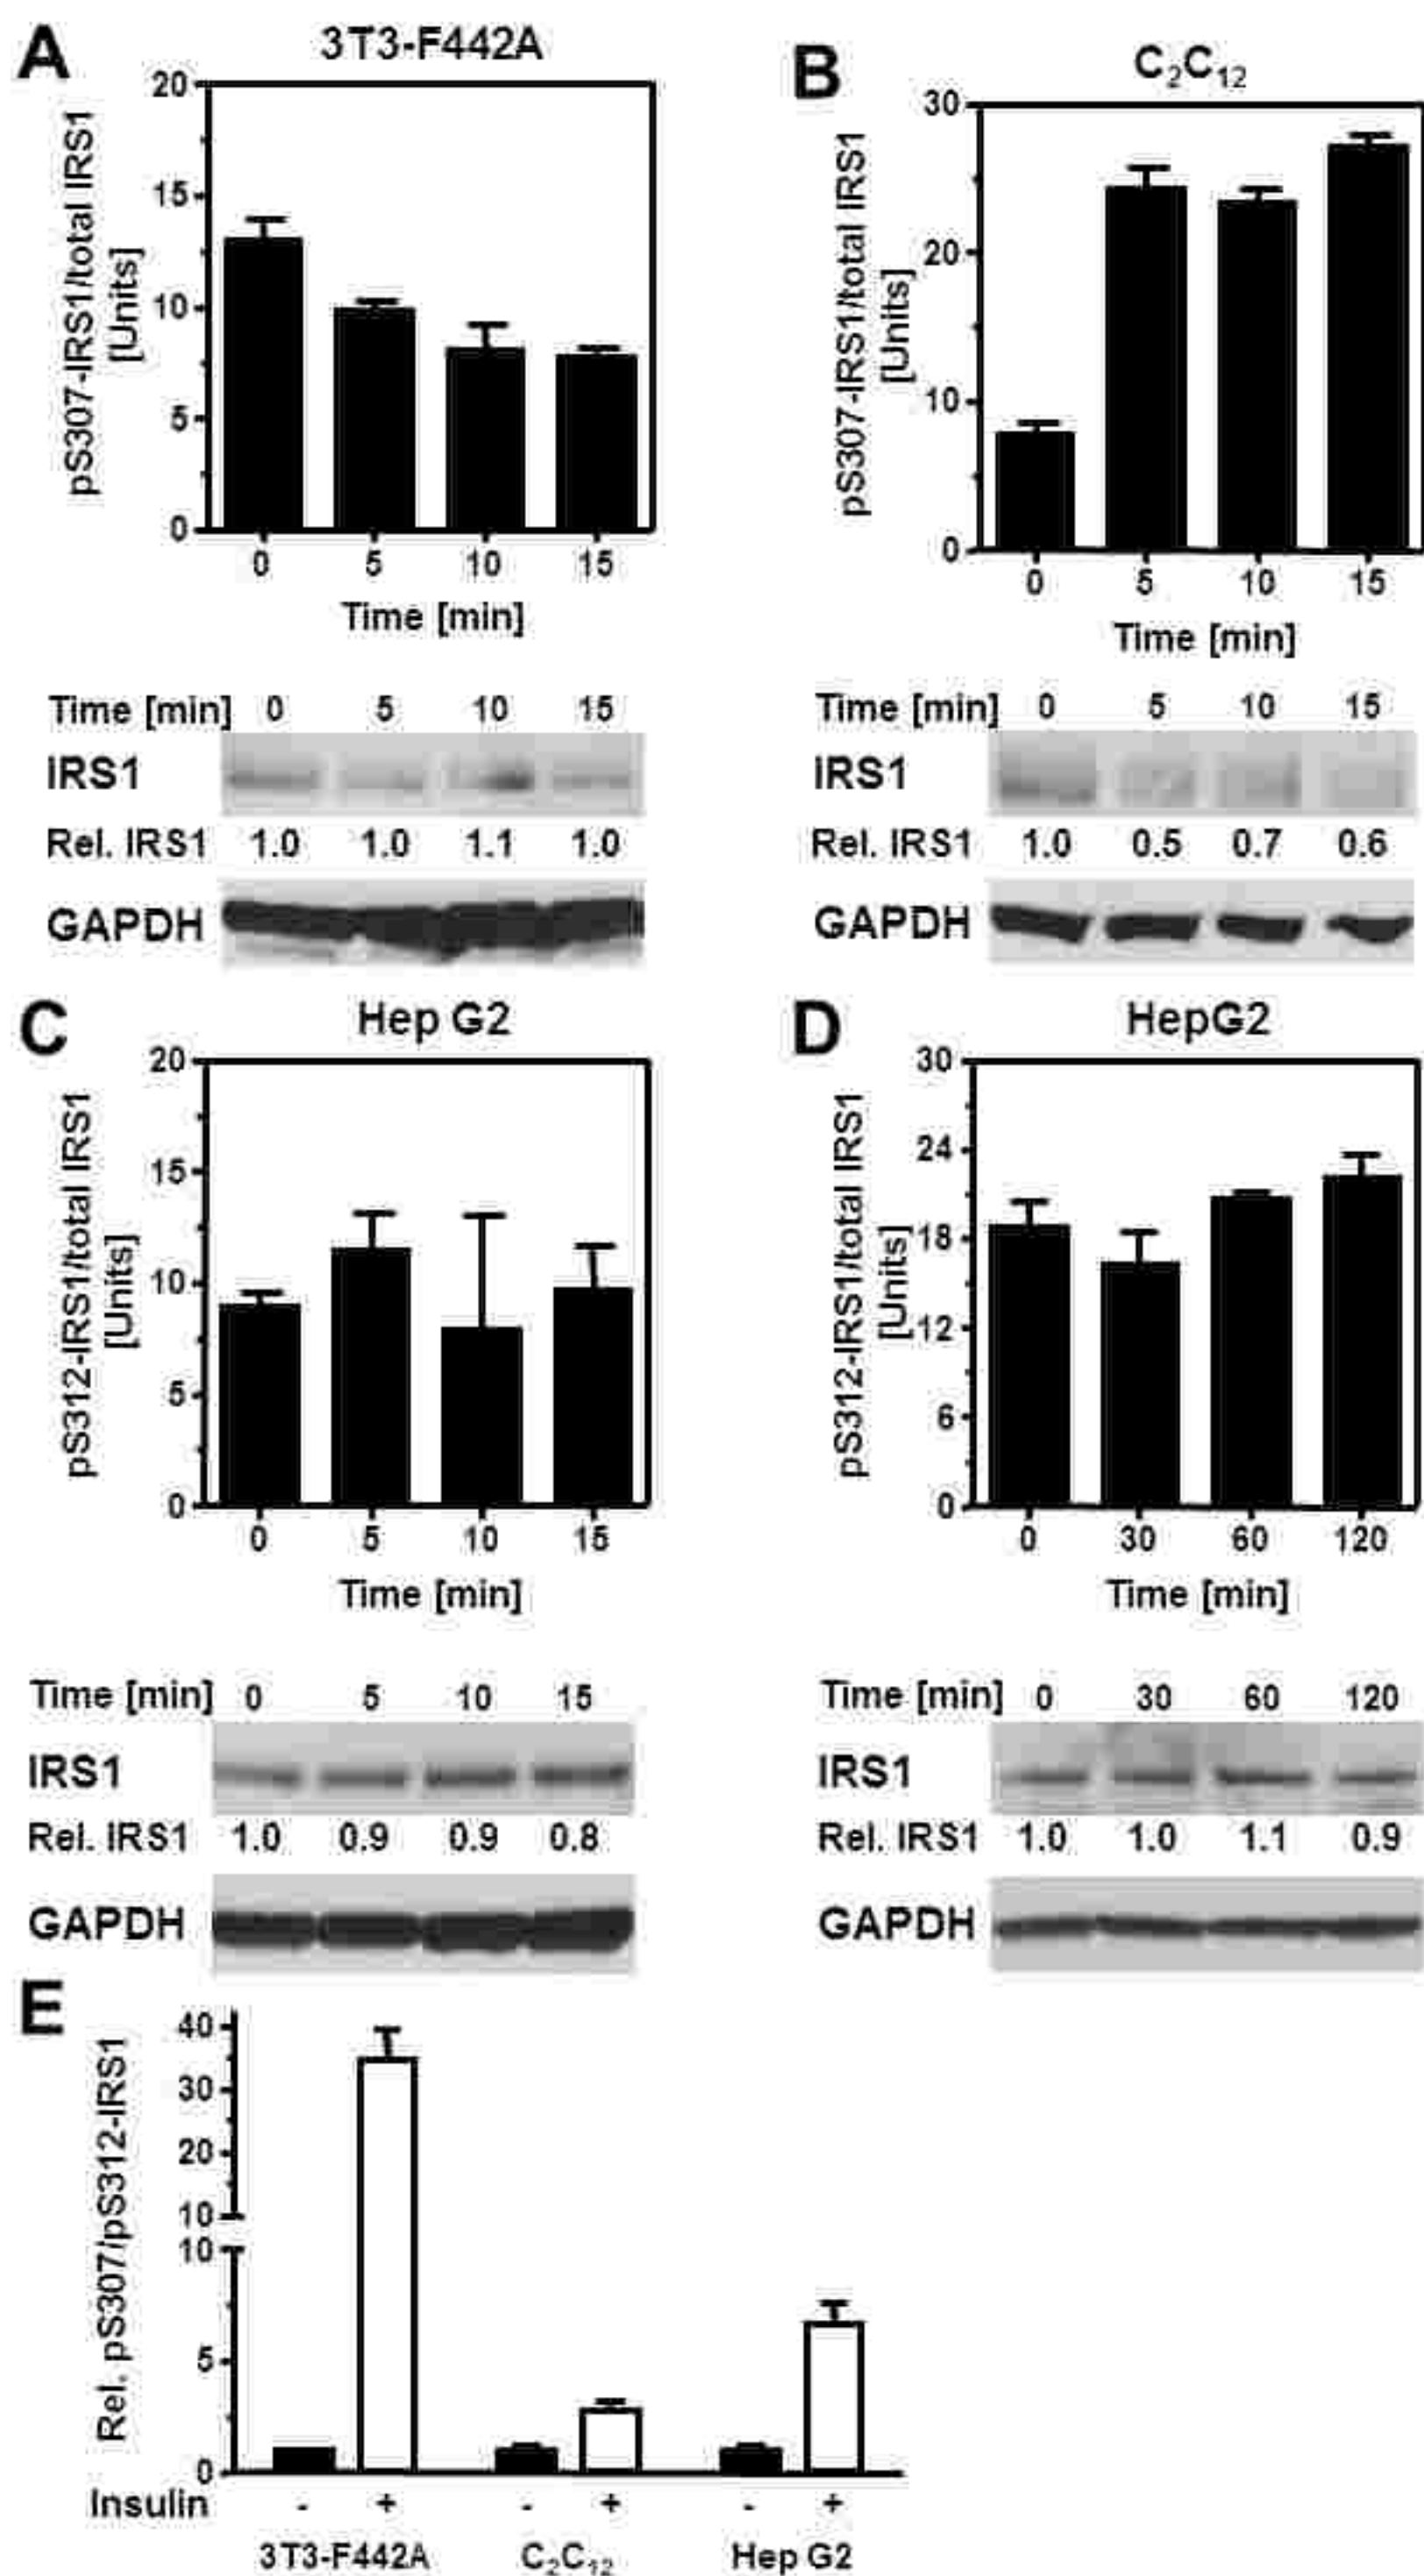 A
3T3-F442A
pS307-IRS1/total IRS1
[Units]
20
15
10
5
0
0 5 10 15
Time [min]
Time [min] 0 5 10 15
IRS1
Rel. IRS1 1.0 1.0 1.1 1.0
GAPDH
B
C₂C₁₂
pS307-IRS1/total IRS1
[Units]
30
20
10
0
0 5 10 15
Time [min]
Time [min] 0 5 10 15
IRS1
Rel. IRS1 1.0 0.5 0.7 0.6
GAPDH
C
Hep G2
pS312-IRS1/total IRS1
[Units]
20
15
10
5
0
0 5 10 15
Time [min]
Time [min] 0 5 10 15
IRS1
Rel. IRS1 1.0 0.9 0.9 0.8
GAPDH
D
HepG2
pS312-IRS1/total IRS1
[Units]
30
24
18
12
6
0
0 30 60 120
Time [min]
Time [min] 0 30 60 120
IRS1
Rel. IRS1 1.0 1.0 1.1 0.9
GAPDH
E
Rel. pS307/pS312-IRS1
40
30
20
10
10
5
0
Insulin - + - + - +
3T3-F442A C₂C₁₂ Hep G2